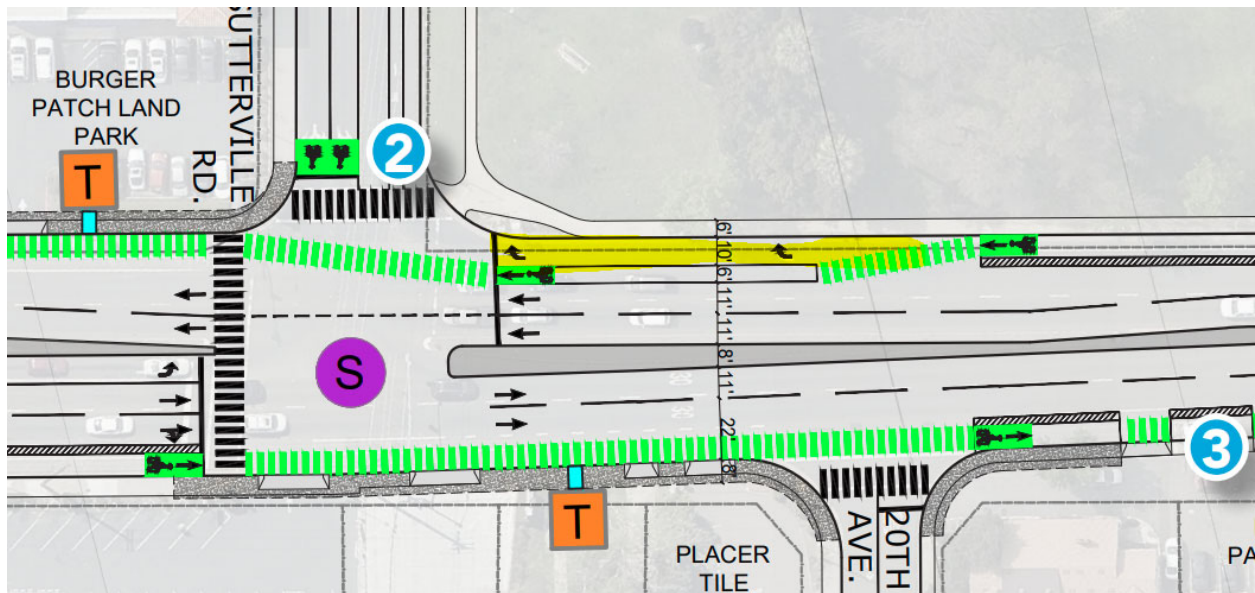 BURGER
PATCH LAND
PARK
SUTTERVILLE
RD.
T
2
S
6' 10' 6' 11' 11' 8' 11' 22' 8'
T
3
PLACER
TILE
20TH
AVE.
PA